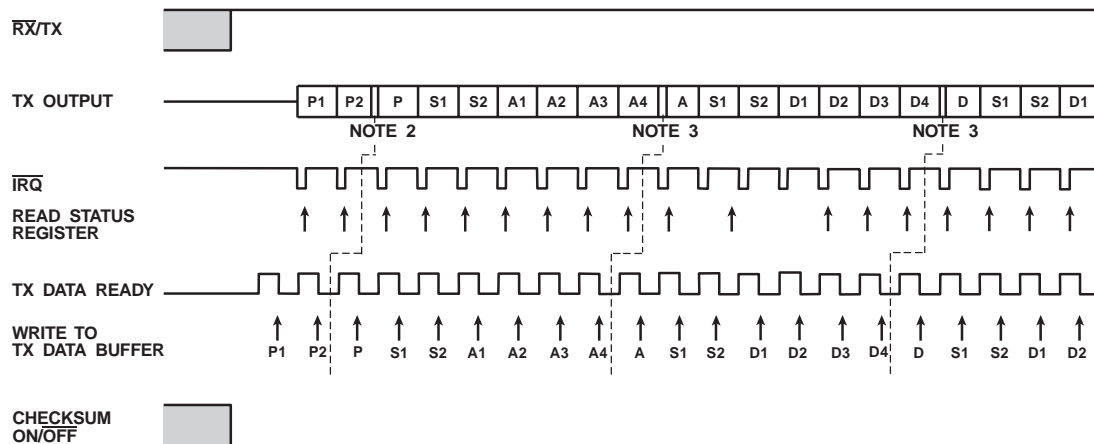 RX/TX
TX OUTPUT
P1 P2 P S1 S2 A1 A2 A3 A4 A S1 S2 D1 D2 D3 D4 D S1 S2 D1
NOTE 2 NOTE 3 NOTE 3
IRQ
READ STATUS
REGISTER
TX DATA READY
WRITE TO
TX DATA BUFFER
P1 P2 P S1 S2 A1 A2 A3 A4 A S1 S2 D1 D2 D3 D4 D S1 S2 D1 D2
CHECKSUM
ON/OFF